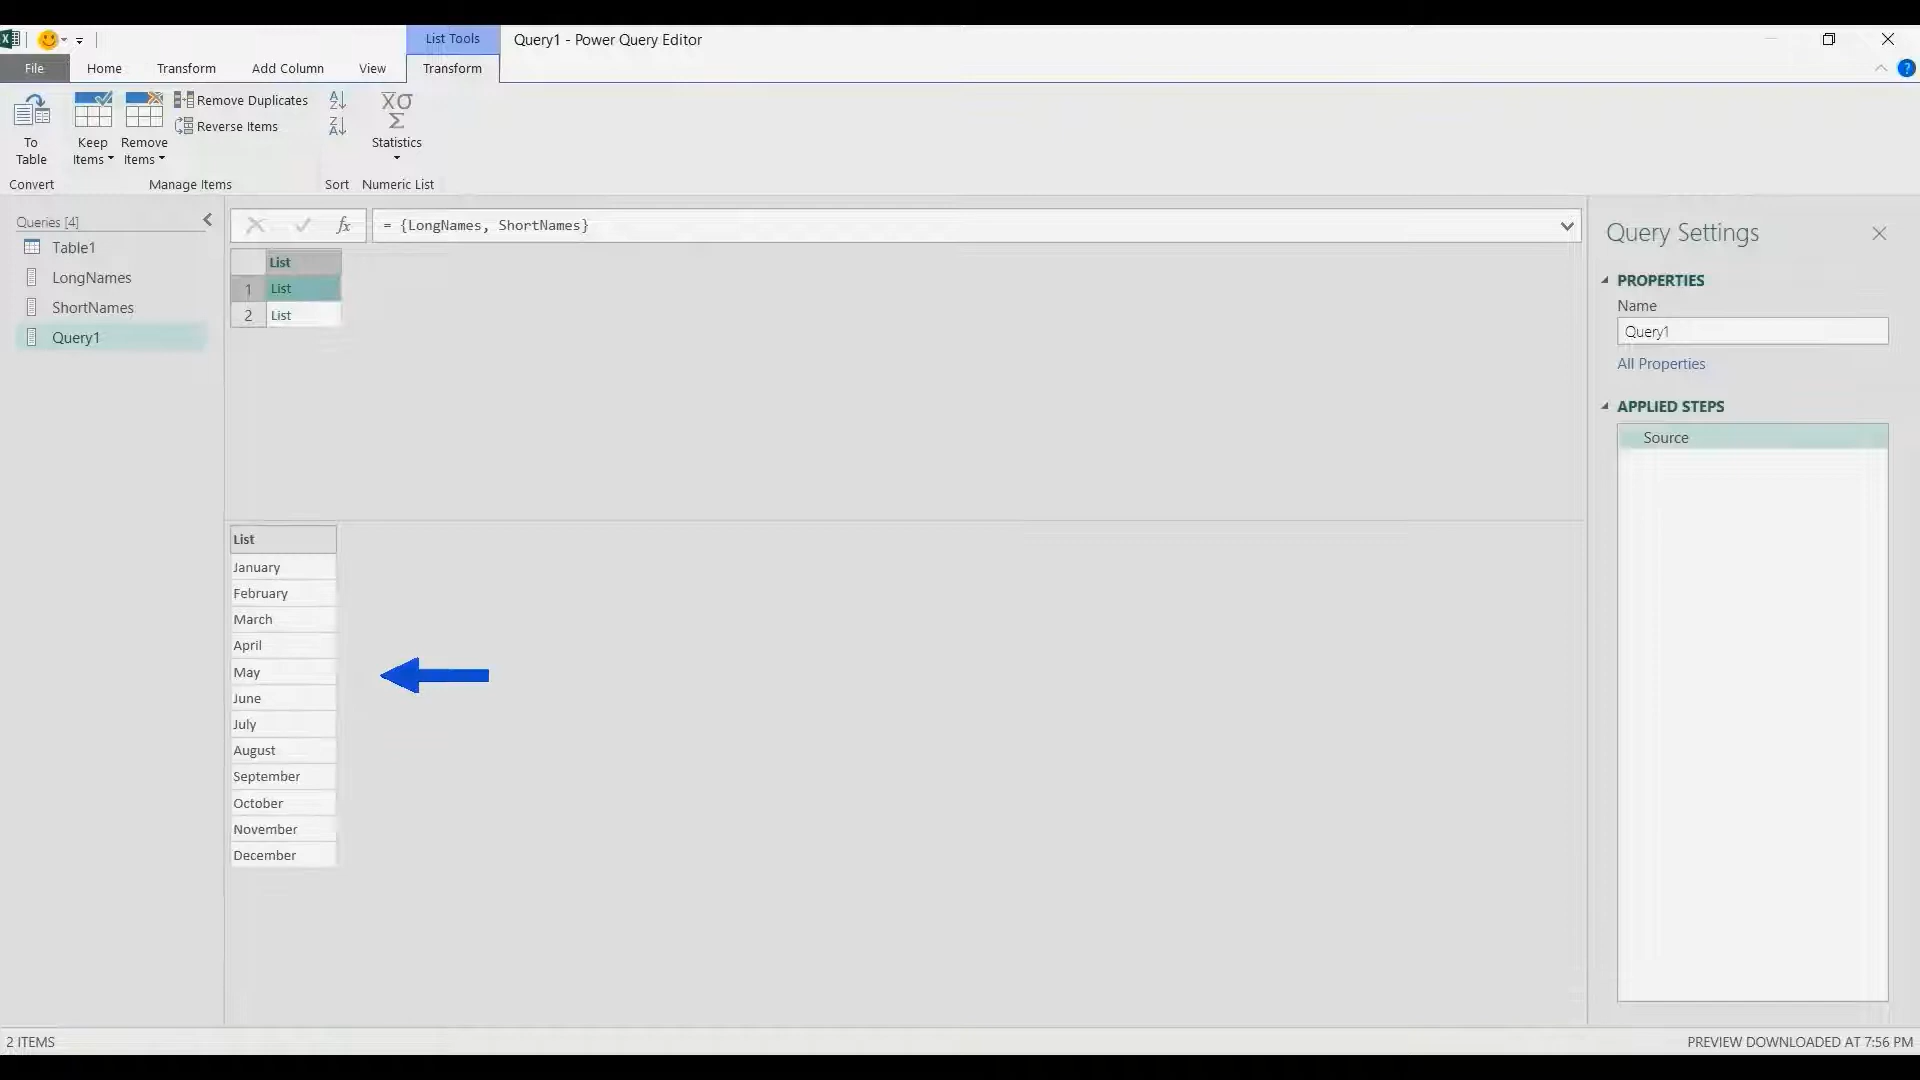 List Tools
Query1 - Power Query Editor
File
Home
Transform
Add Column
View
Transform
?
To
Table
Keep
Items
Remove
Items
Remove Duplicates
Reverse Items
Statistics
Convert
Manage Items
Sort
Numeric List
Queries [4]
Table1
LongNames
ShortNames
Query1
fx
= {LongNames, ShortNames}
List
1 List
2 List
List
January
February
March
April
May
June
July
August
September
October
November
December
Query Settings
PROPERTIES
Name
Query1
All Properties
APPLIED STEPS
Source
2 ITEMS
PREVIEW DOWNLOADED AT 7:56 PM